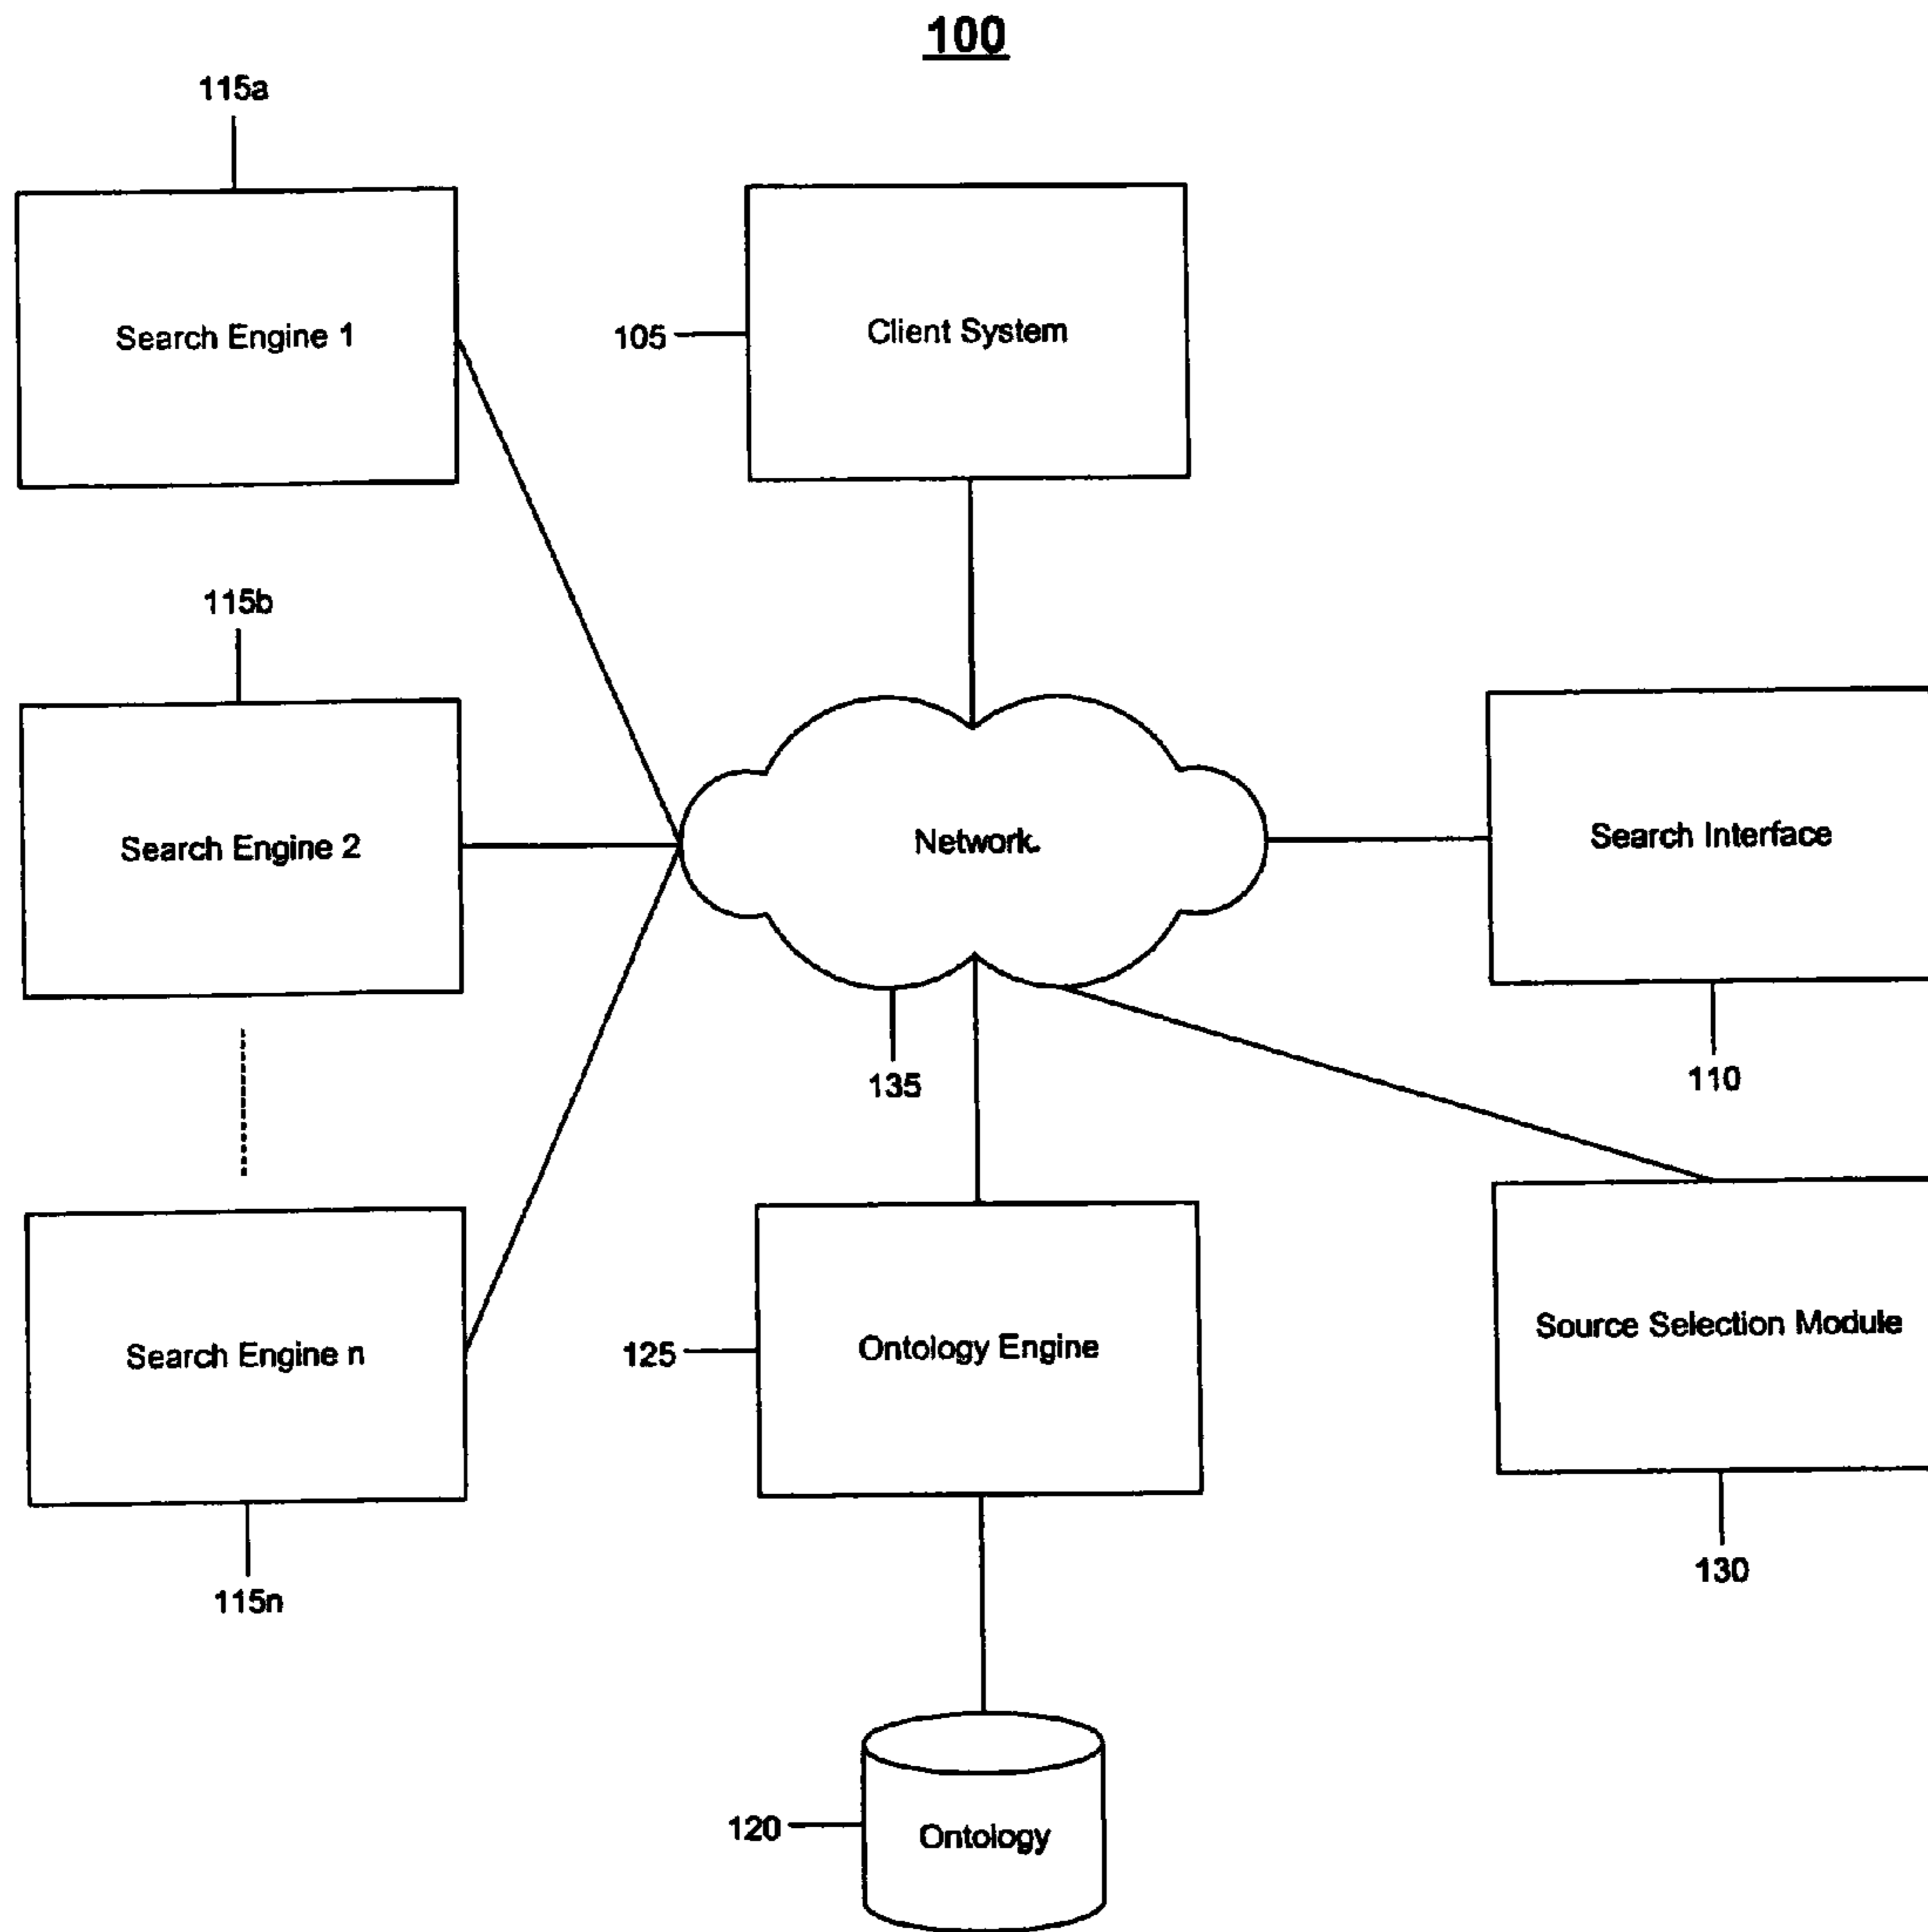 100
115a
Search Engine 1
105
Client System
115b
Search Engine 2
Network.
Search Interface
135
110
Search Engine n
125
Ontology Engine
Source Selection Module
115n
130
120
Ontology